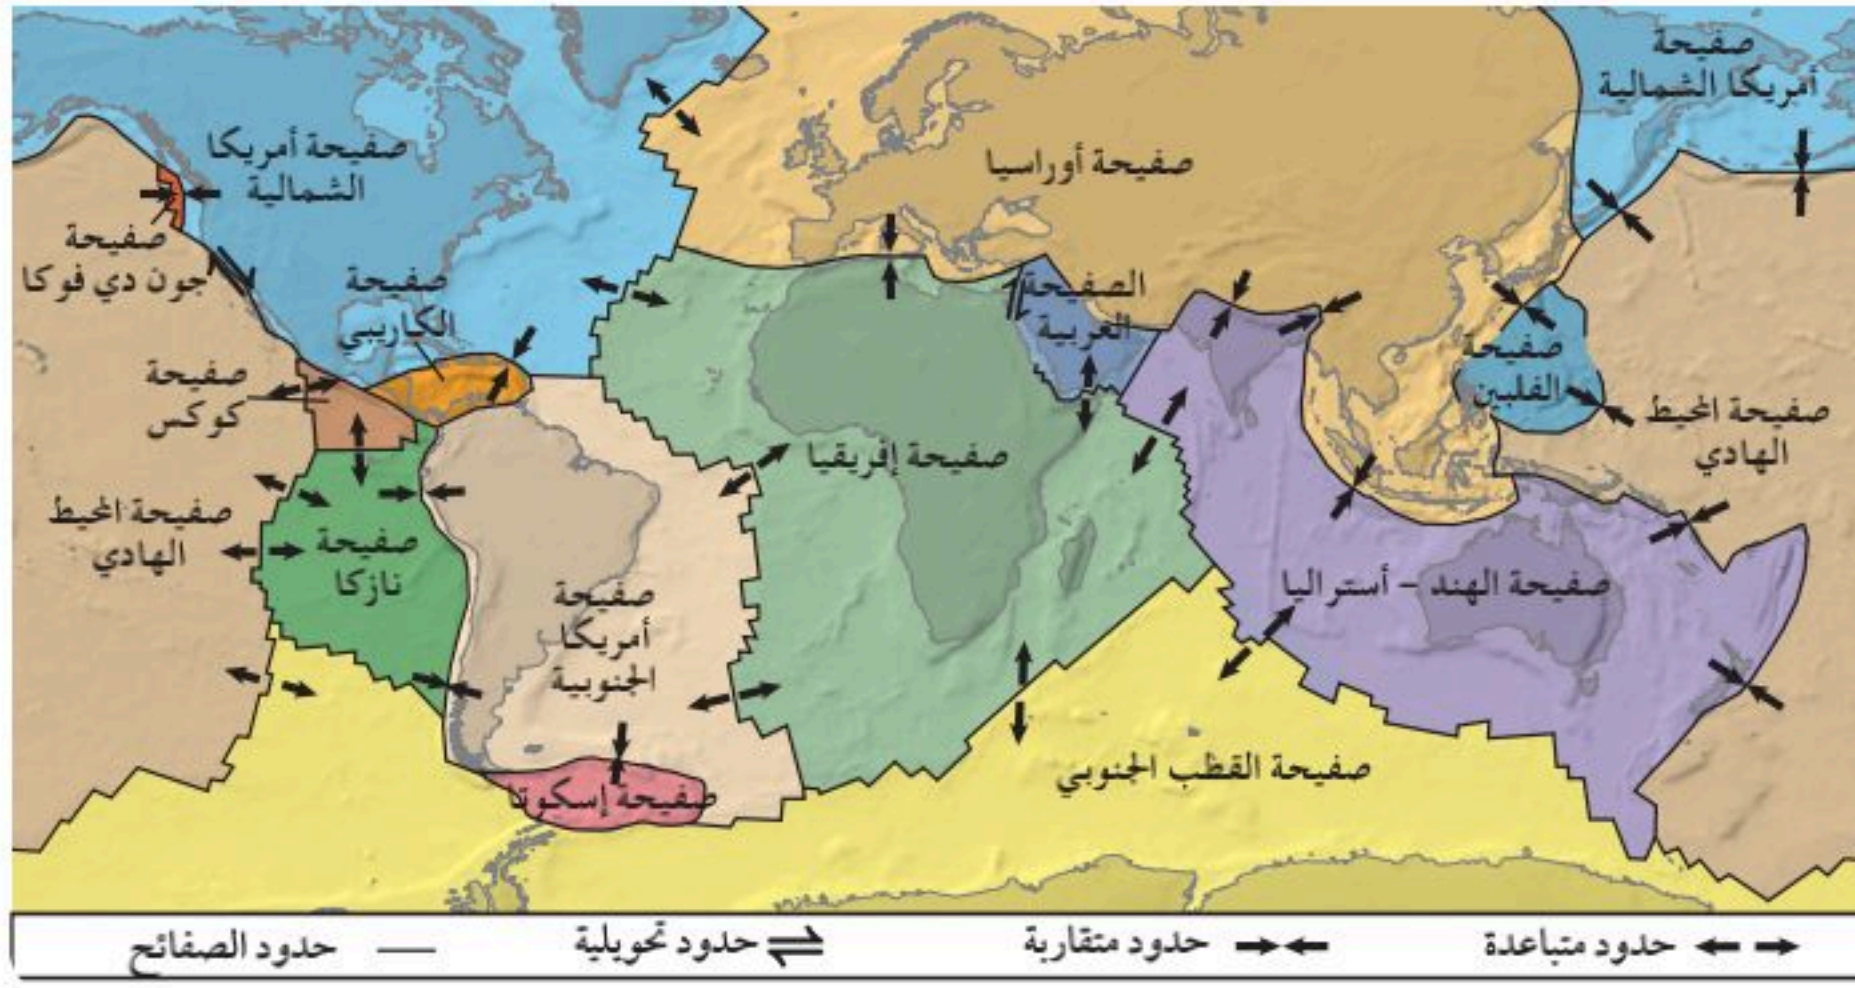 صفيحة
أمريكا الشمالية
صفيحة أمريكا
الشمالية
صفيحة أوراسيا
صفيحة
جون دي فوكا
صفيحة
الكاريبي
الصفيحة
العربية
صفيحة
الفلبين
صفيحة
كوكس
صفيحة المحيط
الهادي
صفيحة إفريقيا
صفيحة المحيط
الهادي
صفيحة
نازكا
صفيحة
أمريكا
الجنوبية
صفيحة الهند - أستراليا
صفيحة القظب الجنوبي
صفيحة إسكوتا
حدود متباعدة
حدود متقاربة
حدود تحويلية
حدود الصفائح